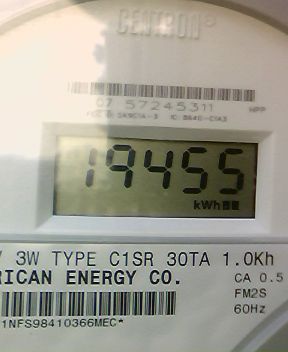 CENTRON®
07 57245311 HPP
19455
kWh
V 3W TYPE C1SR 30TA 1.0Kh
RICAN ENERGY CO.
CA 0.5
FM2S
60Hz
1NFS98410366MEC*